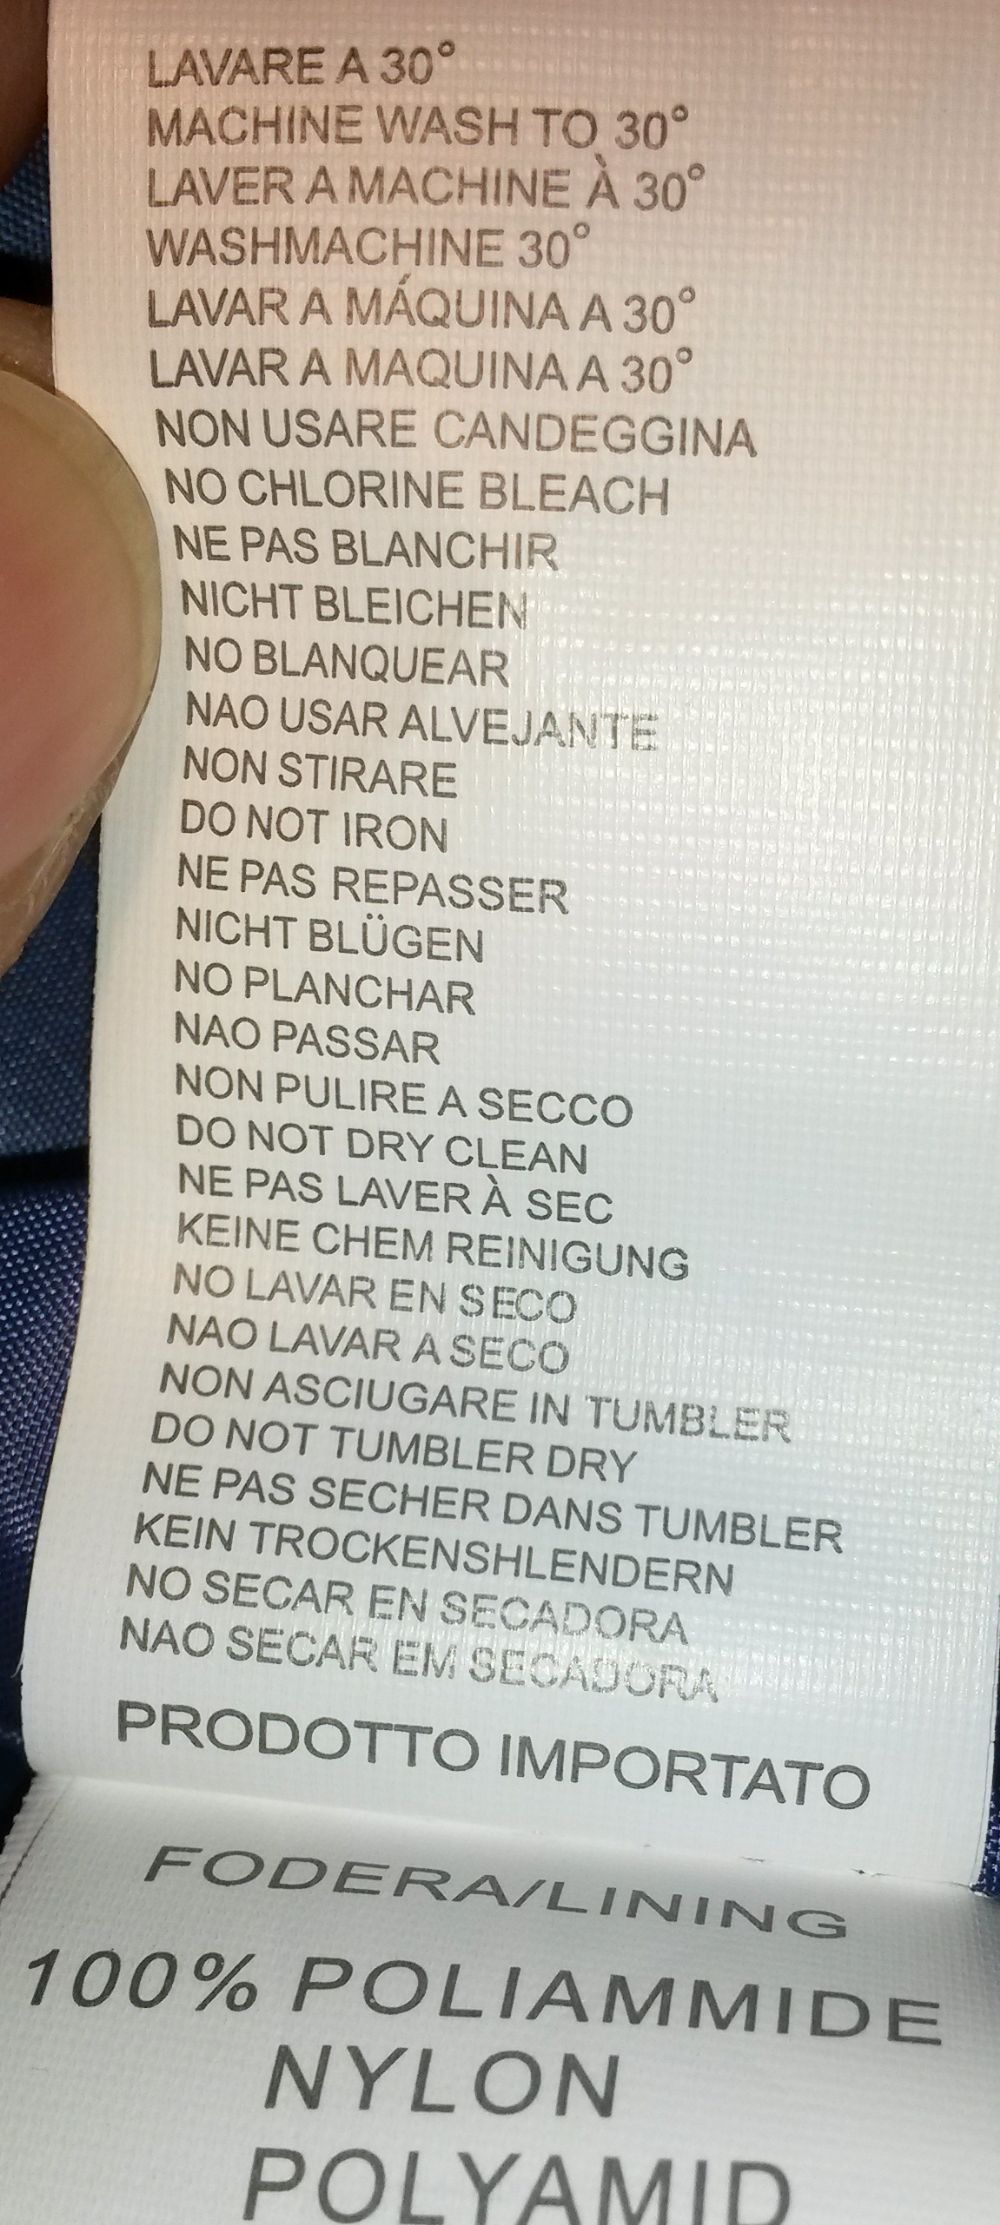 LAVARE A 30°
MACHINE WASH TO 30°
LAVER A MACHINE À 30°
WASHMACHINE 30°
LAVAR A MÁQUINA A 30°
LAVAR A MAQUINA A 30°
NON USARE CANDEGGINA
NO CHLORINE BLEACH
NE PAS BLANCHIR
NICHT BLEICHEN
NO BLANQUEAR
NAO USAR ALVEJANTE
NON STIRARE
DO NOT IRON
NE PAS REPASSER
NICHT BLÜGEN
NO PLANCHAR
NAO PASSAR
NON PULIRE A SECCO
DO NOT DRY CLEAN
NE PAS LAVER À SEC
KEINE CHEM REINIGUNG
NO LAVAR EN SECO
NAO LAVAR A SECO
NON ASCIUGARE IN TUMBLER
DO NOT TUMBLER DRY
NE PAS SECHER DANS TUMBLER
KEIN TROCKENSHLENDERN
NO SECAR EN SECADORA
NAO SECAR EM SECADORA
PRODOTTO IMPORTATO
FODERA/LINING
100% POLIAMMIDE
NYLON
POLYAMID